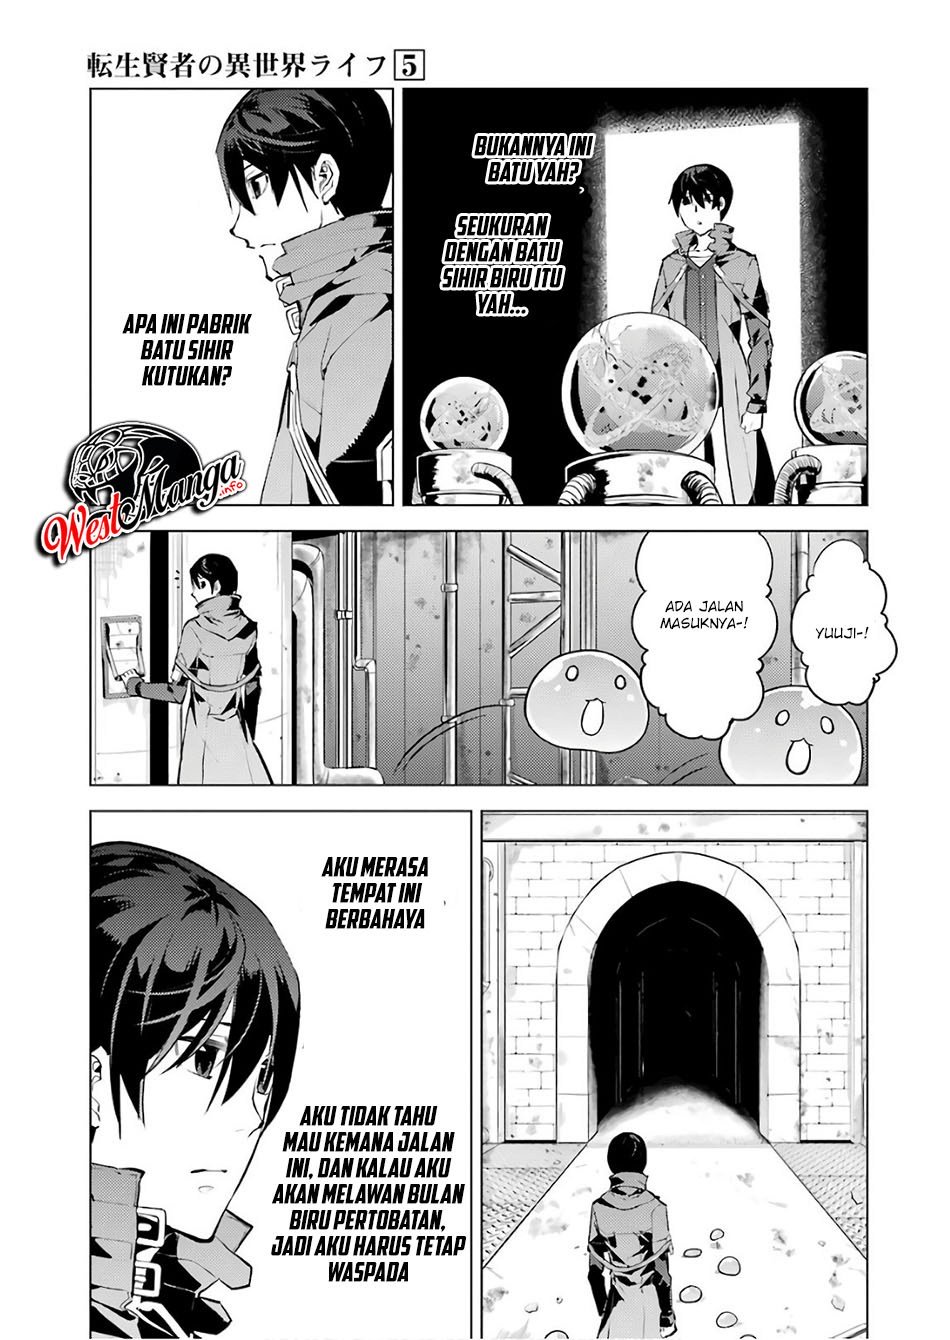 転生賢者の異世界ライフ 5
BUKANNYA INI
BATU YAH?
SEUKURAN
DENGAN BATU
SIHIR BIRU ITU
YAH...
APA INI PABRIK
BATU SIHIR
KUTUKAN?
WestManga
.info
YUUJI-!
ADA JALAN
MASUKNYA-!
AKU MERASA
TEMPAT INI
BERBAHAYA
AKU TIDAK TAHU
MAU KEMANA JALAN
INI, DAN KALAU AKU
AKAN MELAWAN BULAN
BIRU PERTOBATAN,
JADI AKU HARUS TETAP
WASPADA